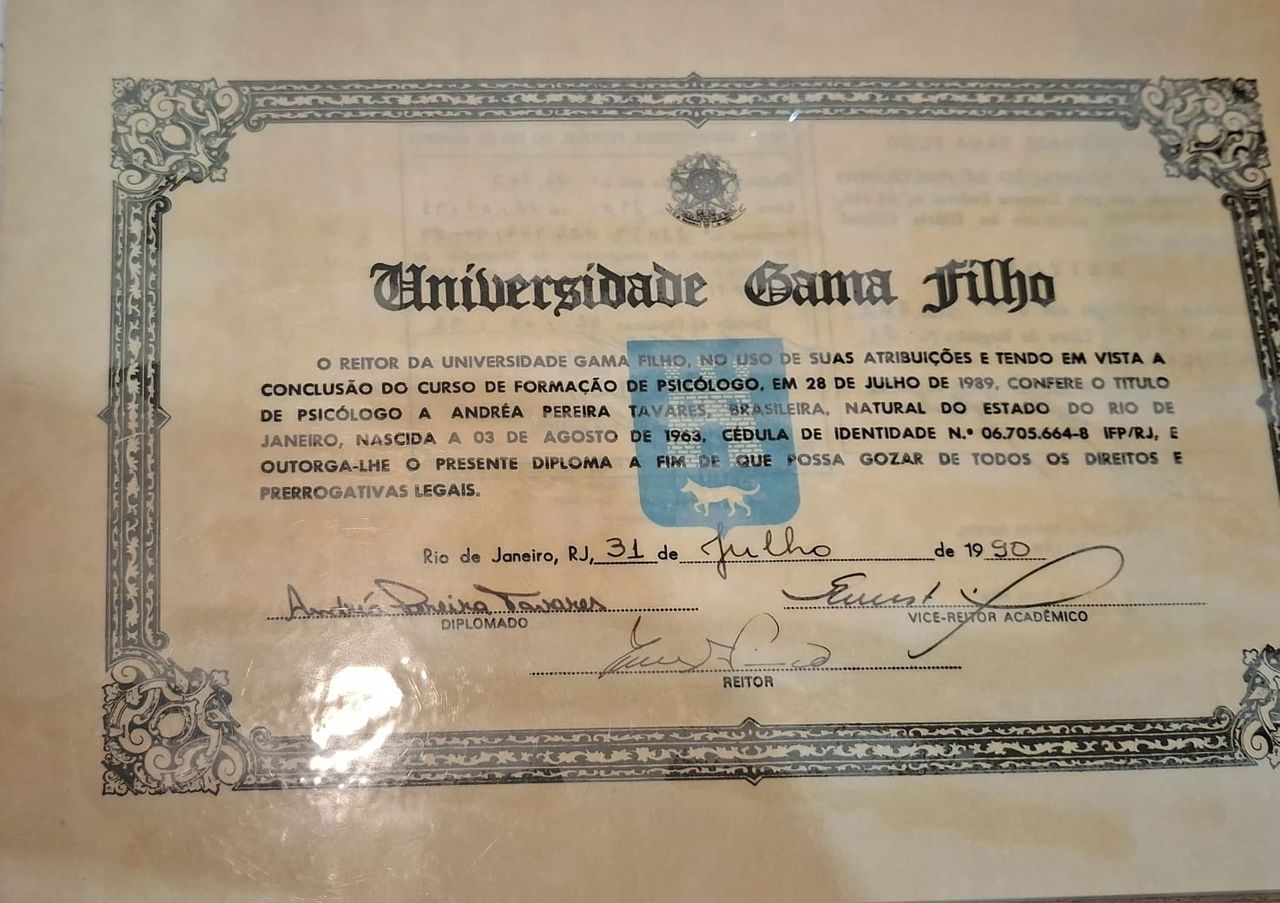 Universidade Gama Filho
O REITOR DA UNIVERSIDADE GAMA FILHO, NO USO DE SUAS ATRIBUIÇÕES E TENDO EM VISTA A
CONCLUSÃO DO CURSO DE FORMAÇÃO DE PSICÓLOGO, EM 28 DE JULHO DE 1989, CONFERE O TITULO
DE PSICÓLOGO A ANDRÉA PEREIRA TAVARES, BRASILEIRA, NATURAL DO ESTADO DO RIO DE
JANEIRO, NASCIDA A 03 DE AGOSTO DE 1963, CÉDULA DE IDENTIDADE N.º 06.705.664-8 IFP/RJ, E
OUTORGA-LHE O PRESENTE DIPLOMA A FIM DE QUE POSSA GOZAR DE TODOS OS DIREITOS E
PRERROGATIVAS LEGAIS.
Rio de Janeiro, RJ, 31 de Julho de 1990
Andréa Pereira Tavares
DIPLOMADO
VICE-REITOR ACADÊMICO
REITOR